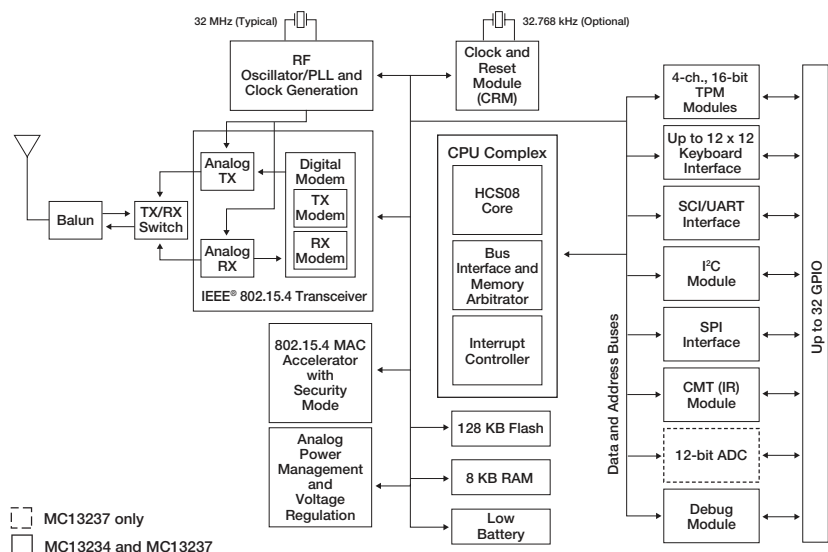 32 MHz (Typical)
32.768 kHz (Optional)
RF
Oscillator/PLL and
Clock Generation
Clock and
Reset
Module
(CRM)
4-ch., 16-bit
TPM
Modules
Up to 12 x 12
Keyboard
Interface
SCI/UART
Interface
I²C
Module
SPI
Interface
CMT (IR)
Module
12-bit ADC
Debug
Module
Up to 32 GPIO
Data and Address Buses
CPU Complex
HCS08
Core
Bus
Interface and
Memory
Arbitrator
Interrupt
Controller
Balun
TX/RX
Switch
Analog
TX
Analog
RX
Digital
Modem
TX
Modem
RX
Modem
IEEE® 802.15.4 Transceiver
802.15.4 MAC
Accelerator
with
Security
Mode
Analog
Power
Management
and
Voltage
Regulation
128 KB Flash
8 KB RAM
Low
Battery
MC13237 only
MC13234 and MC13237